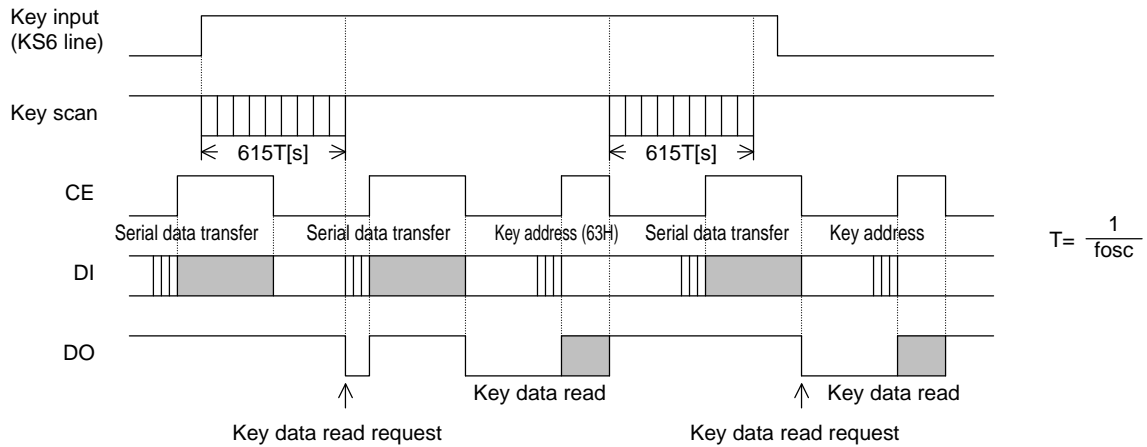 Key input
(KS6 line)
Key scan
615T[s] 615T[s]
CE
Serial data transfer Serial data transfer Key address (63H) Serial data transfer Key address
T= 1
fosc
DI
DO
Key data read Key data read
Key data read request Key data read request